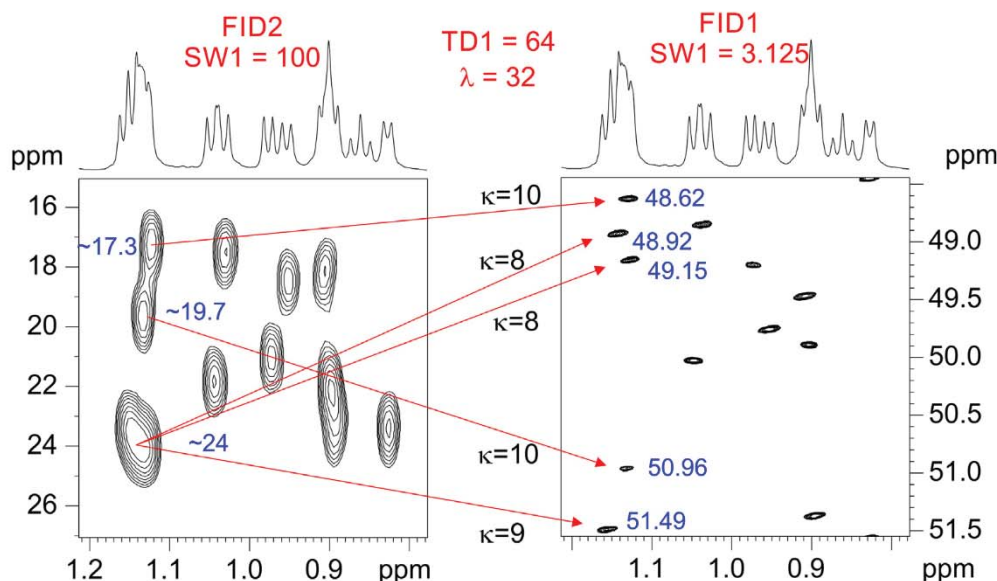 FID2
SW1 = 100
TD1 = 64
λ = 32
FID1
SW1 = 3.125
ppm
16
18
20
22
24
26
~17.3
~19.7
~24
1.2
1.1
1.0
0.9
ppm
κ=10
κ=8
κ=8
κ=10
κ=9
48.62
48.92
49.15
50.96
51.49
ppm
49.0
49.5
50.0
50.5
51.0
51.5
1.1
1.0
0.9
ppm